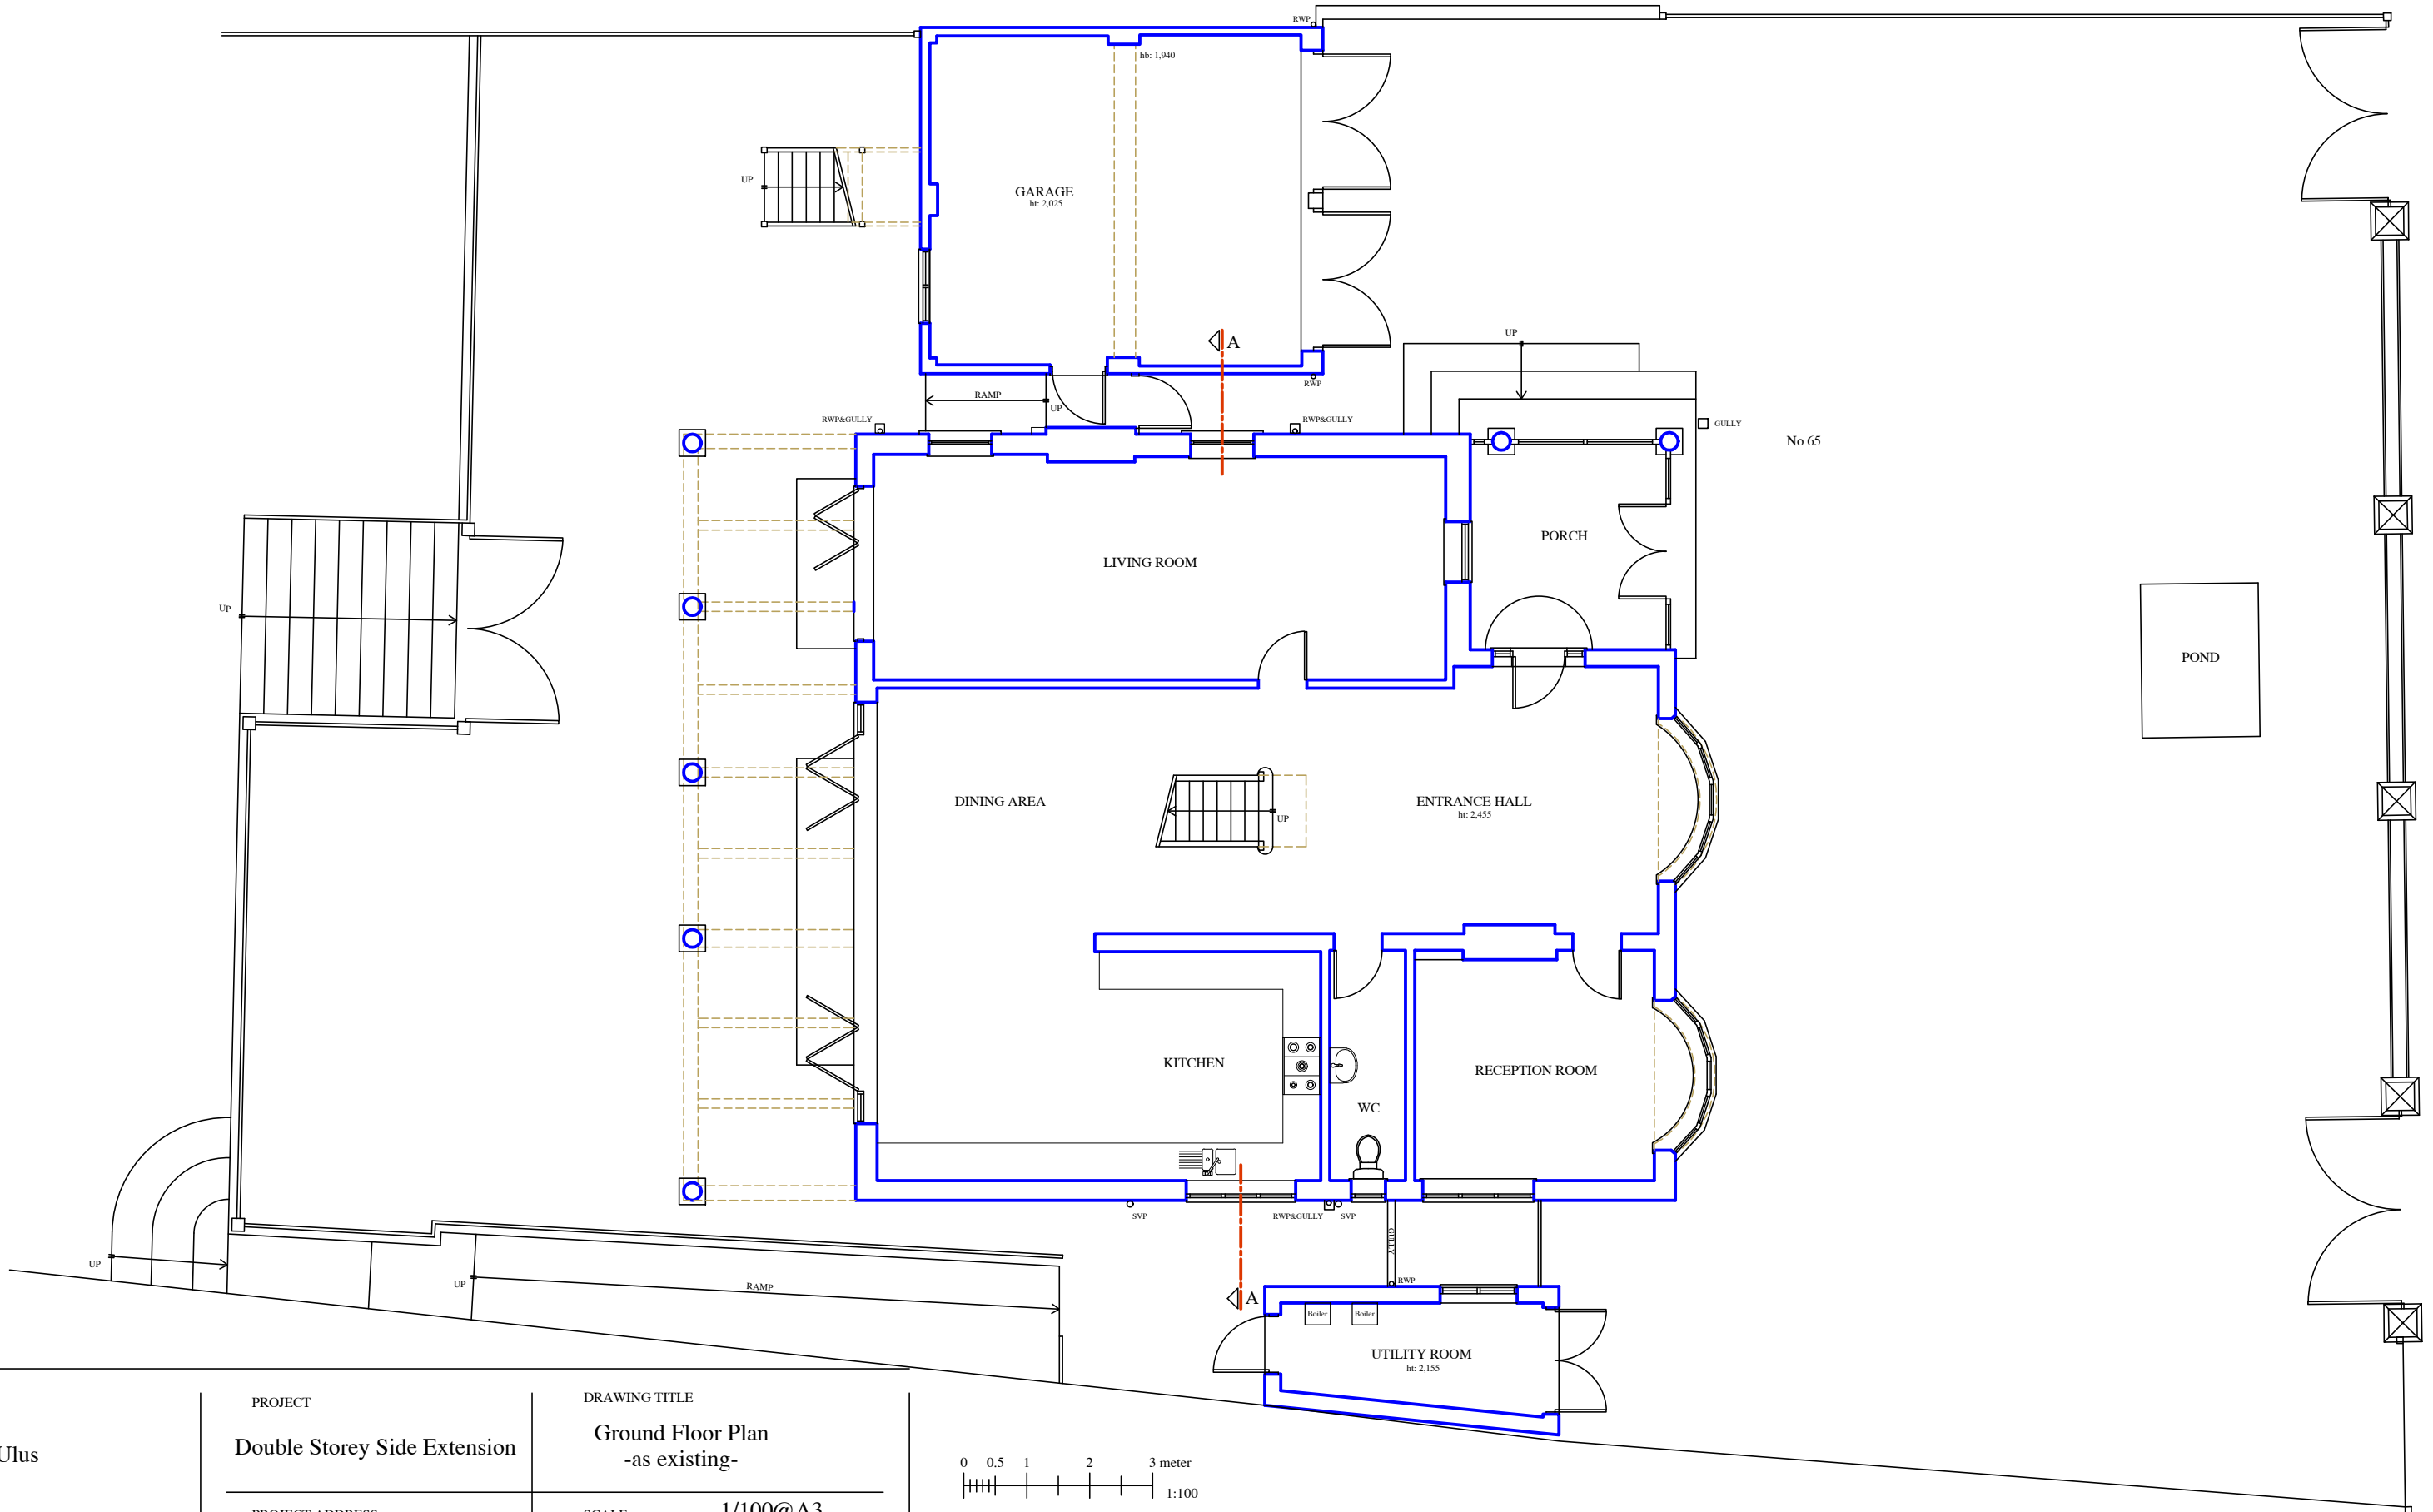 RWP
hb: 1,940
UP
GARAGE
ht: 2,025
A
UP
RWP
RAMP
UP
RWP&GULLY
RWP&GULLY
GULLY
No 65
PORCH
LIVING ROOM
UP
POND
DINING AREA
ENTRANCE HALL
ht: 2,455
UP
KITCHEN
RECEPTION ROOM
WC
SVP
RWP&GULLY
SVP
GULLY
UP
UP
RAMP
RWP
A
Boiler
Boiler
UTILITY ROOM
ht: 2,155
Ulus
PROJECT
Double Storey Side Extension
DRAWING TITLE
Ground Floor Plan
-as existing-
PROJECT ADDRESS
SCALE
1/100@A3
0 0.5 1 2 3 meter
1:100